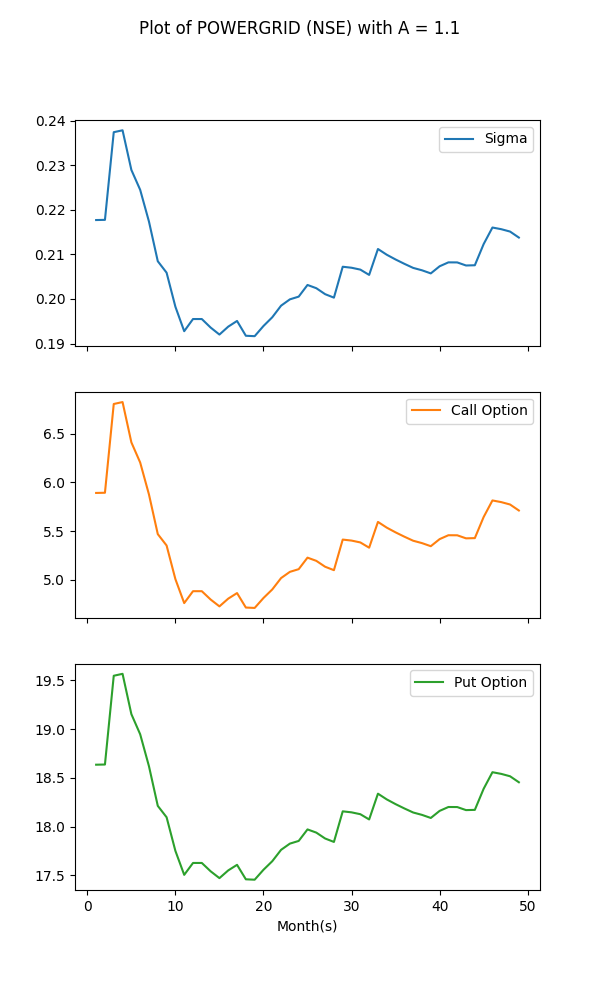 Plot of POWERGRID (NSE) with A = 1.1
0.24
0.23
0.22
0.21
0.20
0.19
Sigma
6.5
6.0
5.5
5.0
Call Option
19.5
19.0
18.5
18.0
17.5
Put Option
0 10 20 30 40 50
Month(s)